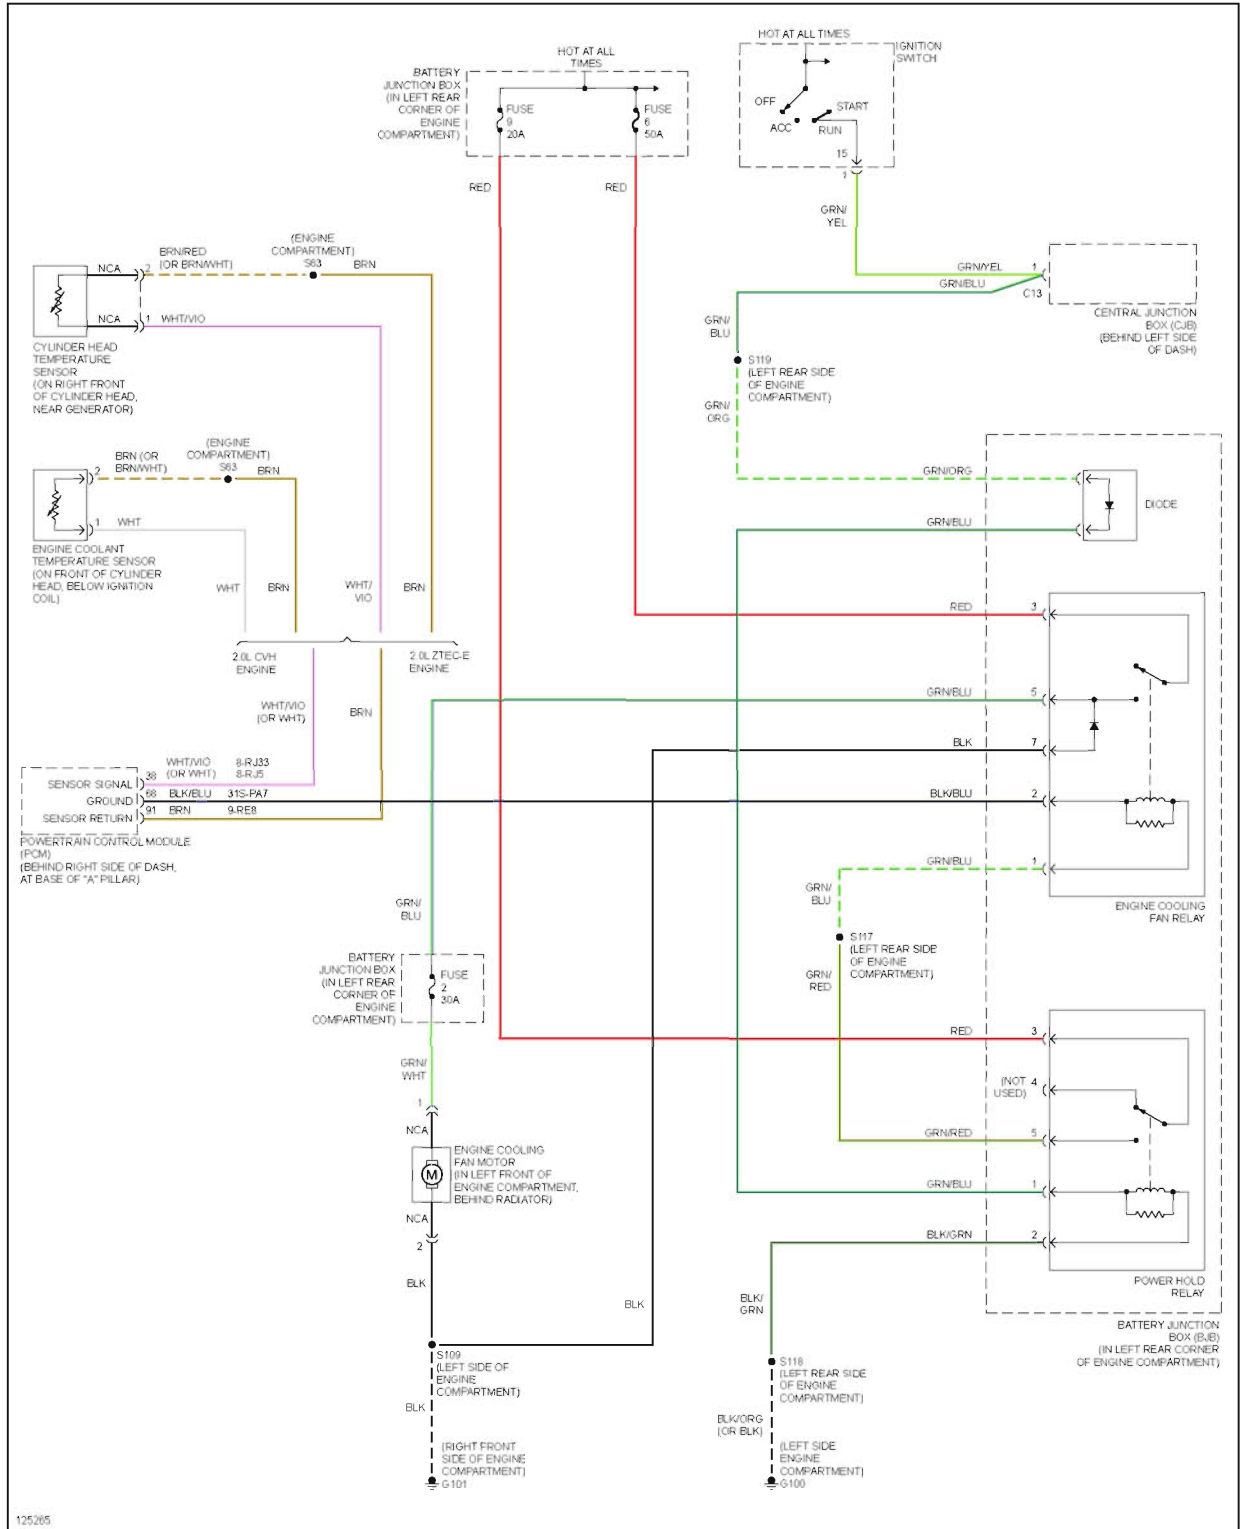 HOT AT ALL
TIMES
BATTERY
JUNCTION BOX
(IN LEFT REAR
CORNER OF
ENGINE
COMPARTMENT)
FUSE
9
20A
FUSE
6
50A
RED
RED
HOT AT ALL TIMES
IGNITION
SWITCH
OFF
ACC
START
RUN
15
1
GRN/
YEL
GRN/YEL
1
GRN/BLU
C13
CENTRAL JUNCTION
BOX (CJB)
(BEHIND LEFT SIDE
OF DASH)
GRN/
BLU
S119
(LEFT REAR SIDE
OF ENGINE
COMPARTMENT)
GRN/
ORG
NCA
2
BRN/RED
(OR BRN/WHT)
(ENGINE
COMPARTMENT)
S63
BRN
NCA
1
WHT/VIO
CYLINDER HEAD
TEMPERATURE
SENSOR
(ON RIGHT FRONT
OF CYLINDER HEAD,
NEAR GENERATOR)
2
BRN (OR
BRN/WHT)
(ENGINE
COMPARTMENT)
S63
BRN
1
WHT
ENGINE COOLANT
TEMPERATURE SENSOR
(ON FRONT OF CYLINDER
HEAD, BELOW IGNITION
COIL)
WHT
BRN
WHT/
VIO
BRN
2.0L CVH
ENGINE
2.0L ZTEC-E
ENGINE
WHT/VIO
(OR WHT)
BRN
SENSOR SIGNAL
38
WHT/VIO
(OR WHT)
8-RJ33
8-RJ5
GROUND
68
BLK/BLU
31S-PA7
SENSOR RETURN
91
BRN
9-RE8
POWERTRAIN CONTROL MODULE
(PCM)
(BEHIND RIGHT SIDE OF DASH,
AT BASE OF "A" PILLAR)
GRN/ORG
GRN/BLU
DIODE
RED
3
GRN/BLU
5
BLK
7
BLK/BLU
2
GRN/BLU
1
ENGINE COOLING
FAN RELAY
GRN/
BLU
S117
(LEFT REAR SIDE
OF ENGINE
COMPARTMENT)
GRN/
RED
GRN/
BLU
BATTERY
JUNCTION BOX
(IN LEFT REAR
CORNER OF
ENGINE
COMPARTMENT)
FUSE
2
30A
GRN/
WHT
1
NCA
M
ENGINE COOLING
FAN MOTOR
(IN LEFT FRONT OF
ENGINE COMPARTMENT,
BEHIND RADIATOR)
NCA
2
BLK
BLK
S109
(LEFT SIDE OF
ENGINE
COMPARTMENT)
BLK
(RIGHT FRONT
SIDE OF ENGINE
COMPARTMENT)
G101
RED
3
(NOT
USED)
4
GRN/RED
5
GRN/BLU
1
BLK/GRN
2
POWER HOLD
RELAY
BATTERY JUNCTION
BOX (BJB)
(IN LEFT REAR CORNER
OF ENGINE COMPARTMENT)
BLK/
GRN
S118
(LEFT REAR SIDE
OF ENGINE
COMPARTMENT)
BLK/ORG
(OR BLK)
(LEFT SIDE
ENGINE
COMPARTMENT)
G100
125265